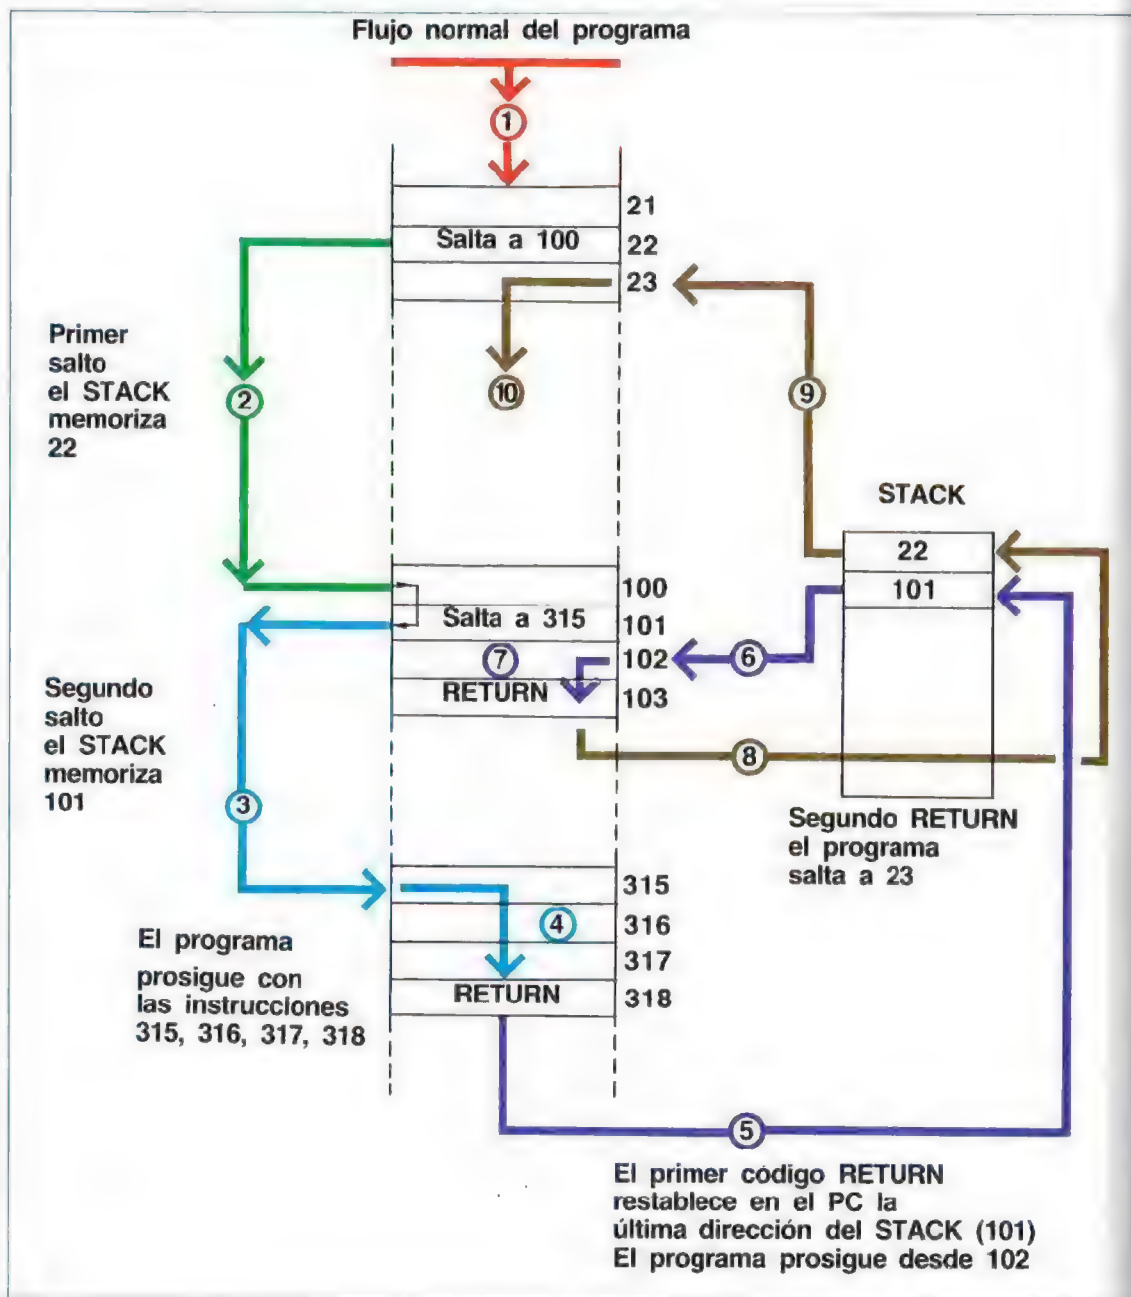 Flujo normal del programa
1
21
Salta a 100
22
23
Primer
salto
el STACK
memoriza
22
2
10
9
STACK
22
101
100
Salta a 315
101
7
102
6
RETURN
103
Segundo
salto
el STACK
memoriza
101
8
3
Segundo RETURN
el programa
salta a 23
315
4
316
317
RETURN
318
El programa
prosigue con
las instrucciones
315, 316, 317, 318
5
El primer código RETURN
restablece en el PC la
última dirección del STACK (101)
El programa prosigue desde 102